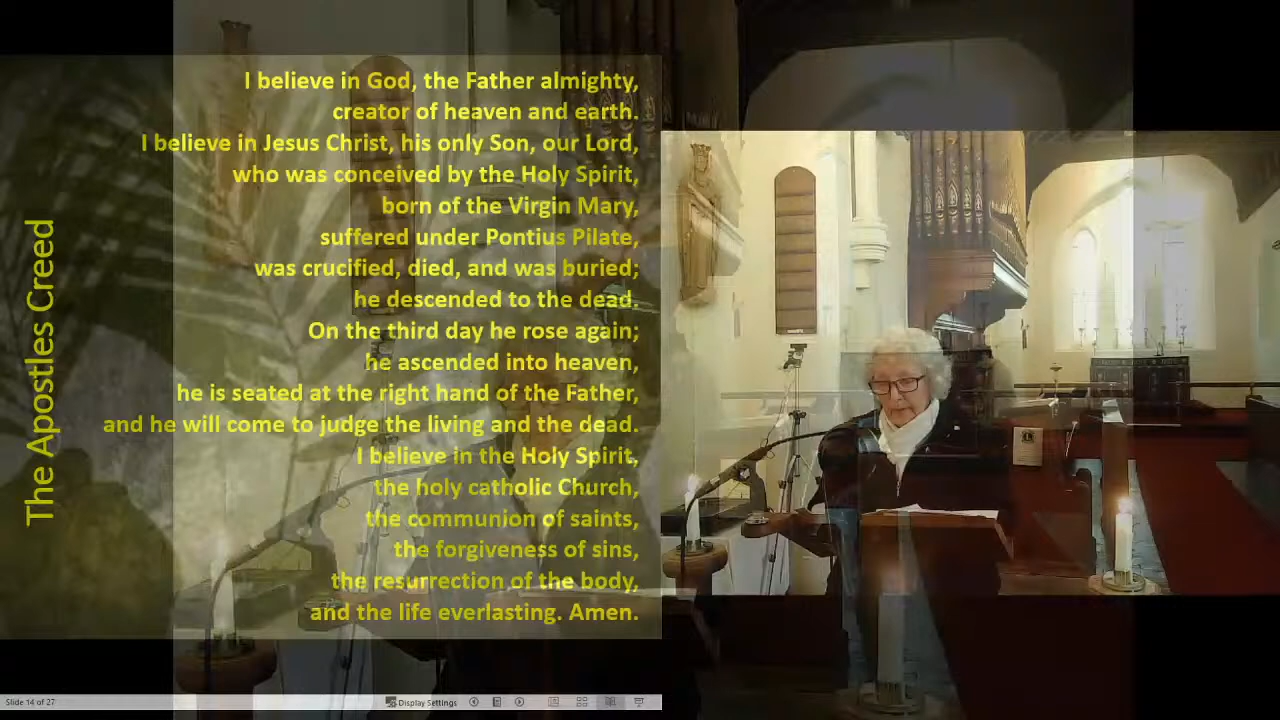 The Apostles Creed
I believe in God, the Father almighty,
creator of heaven and earth.
I believe in Jesus Christ, his only Son, our Lord,
who was conceived by the Holy Spirit,
born of the Virgin Mary,
suffered under Pontius Pilate,
was crucified, died, and was buried;
he descended to the dead.
On the third day he rose again;
he ascended into heaven,
he is seated at the right hand of the Father,
and he will come to judge the living and the dead.
I believe in the Holy Spirit,
the holy catholic Church,
the communion of saints,
the forgiveness of sins,
the resurrection of the body,
and the life everlasting. Amen.
Slide 14 of 27
Display Settings